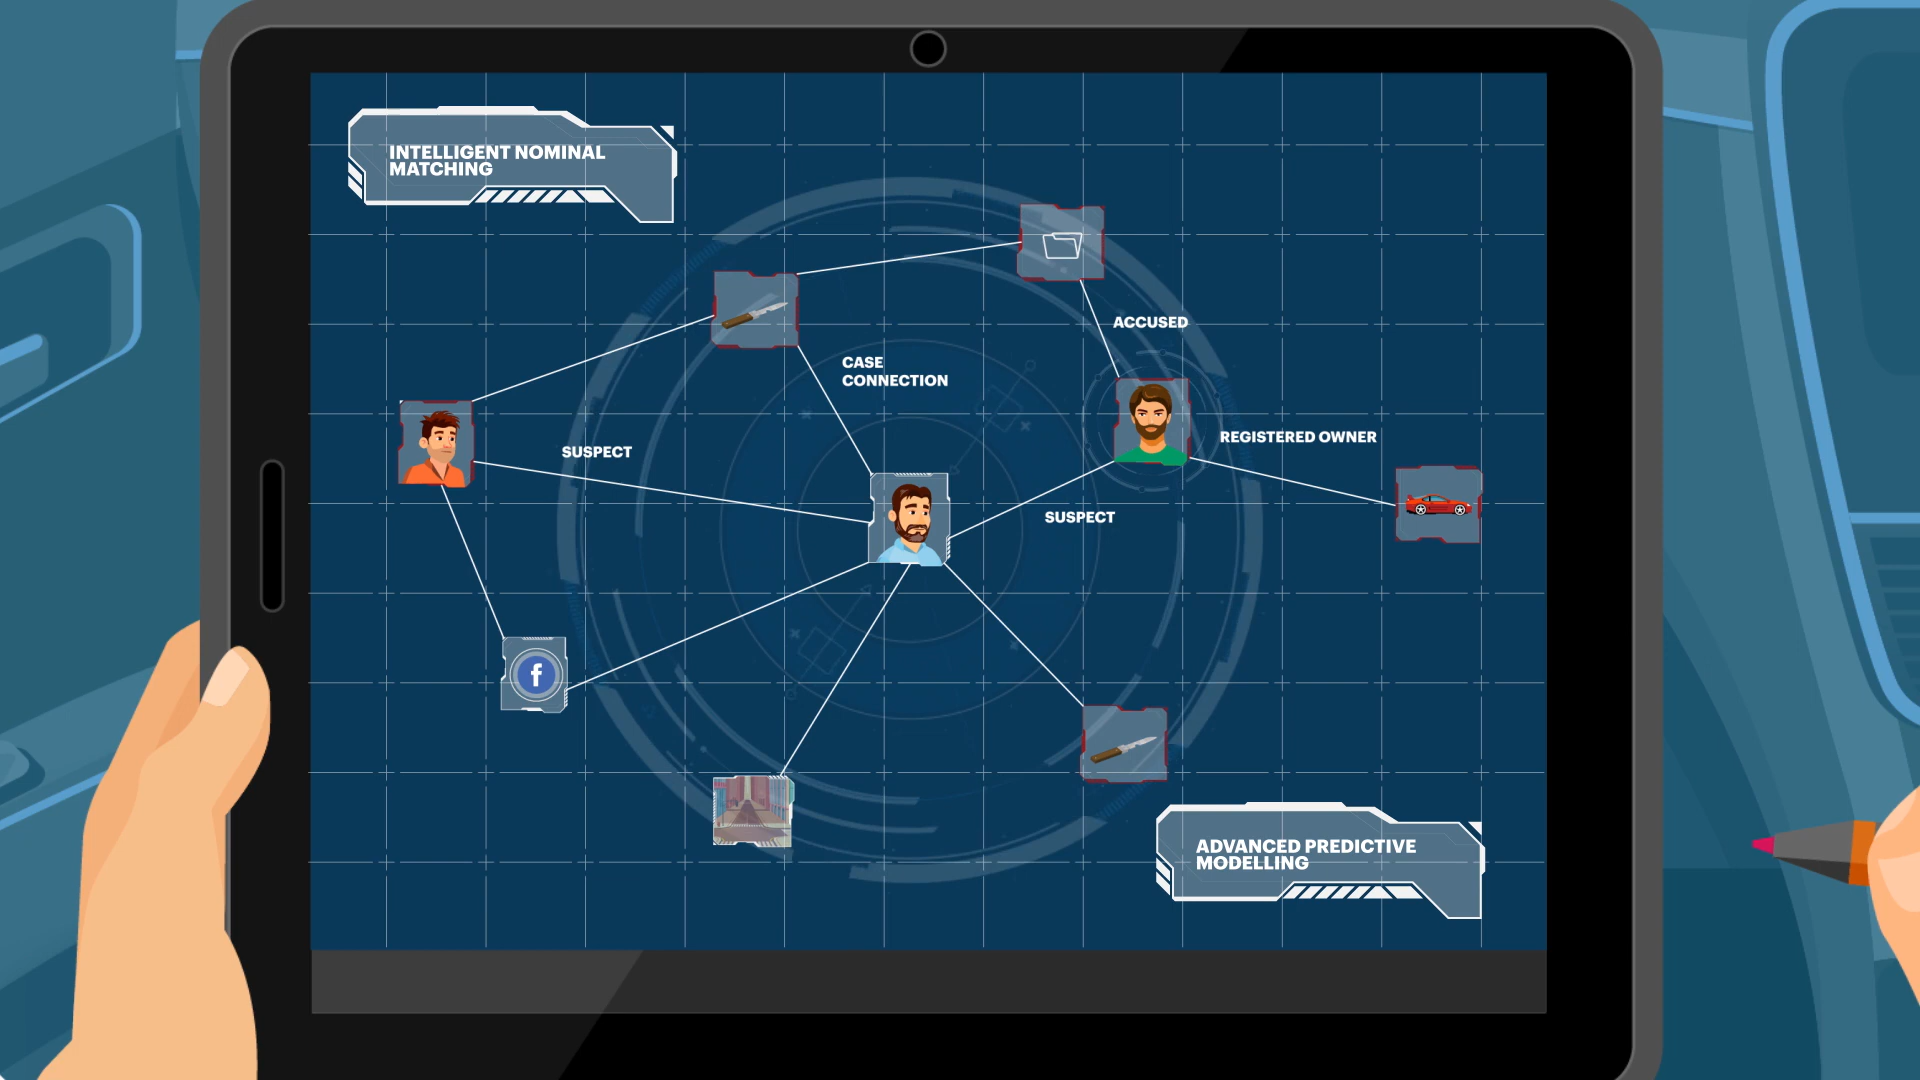 INTELLIGENT NOMINAL
MATCHING
ACCUSED
CASE
CONNECTION
REGISTERED OWNER
SUSPECT
SUSPECT
f
ADVANCED PREDICTIVE
MODELLING